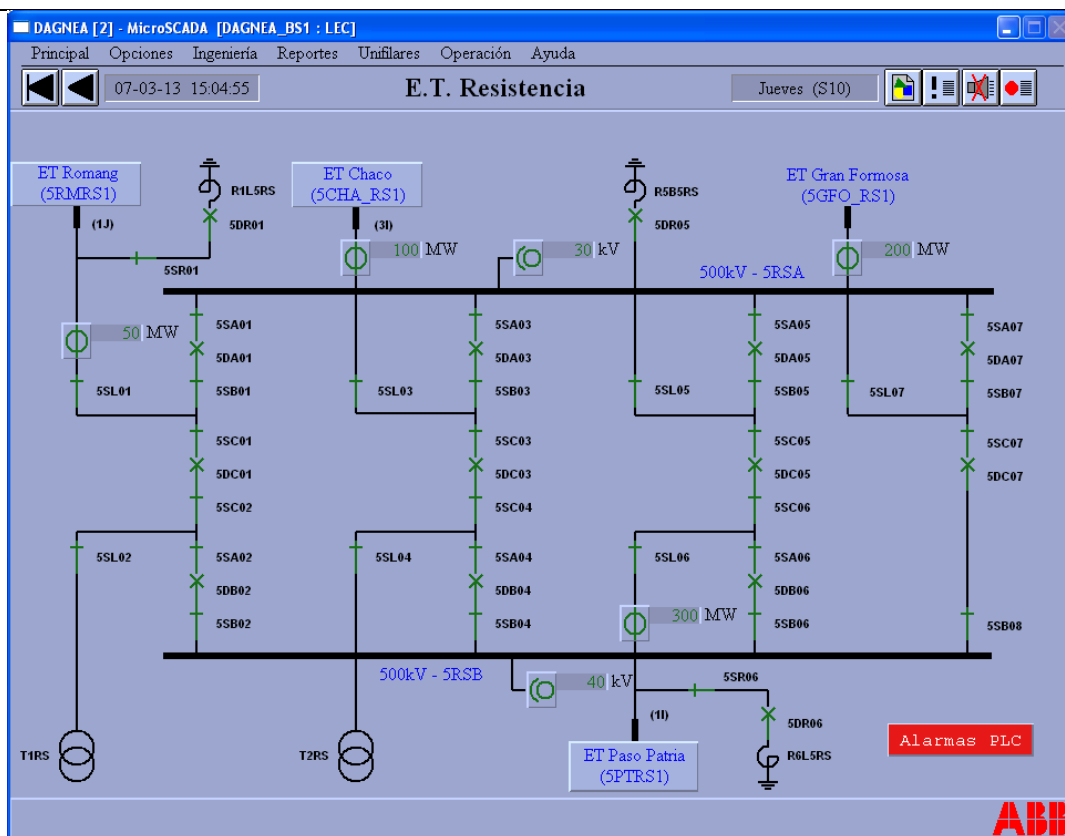 DAGNEA [2] - MicroSCADA [DAGNEA_BS1 : LEC]
Principal Opciones Ingeniería Reportes Unifilares Operación Ayuda
07-03-13 15:04:55
E.T. Resistencia
Jueves (S10)
ET Romang
(5RMRS1)
R1L5RS
ET Chaco
(5CHA_RS1)
R5B5RS
ET Gran Formosa
(5GFO_RS1)
(1J)
5DR01
(3I)
5DR05
100 MW
30 kV
200 MW
5SR01
500kV - 5RSA
50 MW
5SA01
5SA03
5SA05
5SA07
5DA01
5DA03
5DA05
5DA07
5SL01
5SB01
5SL03
5SB03
5SL05
5SB05
5SL07
5SB07
5SC01
5SC03
5SC05
5SC07
5DC01
5DC03
5DC05
5DC07
5SC02
5SC04
5SC06
5SL02
5SA02
5SL04
5SA04
5SL06
5SA06
5DB02
5DB04
5DB06
300 MW
5SB02
5SB04
5SB06
5SB08
500kV - 5RSB
40 kV
5SR06
(1I)
5DR06
T1RS
T2RS
ET Paso Patria
(5PTRS1)
R6L5RS
Alarmas PLC
ABB